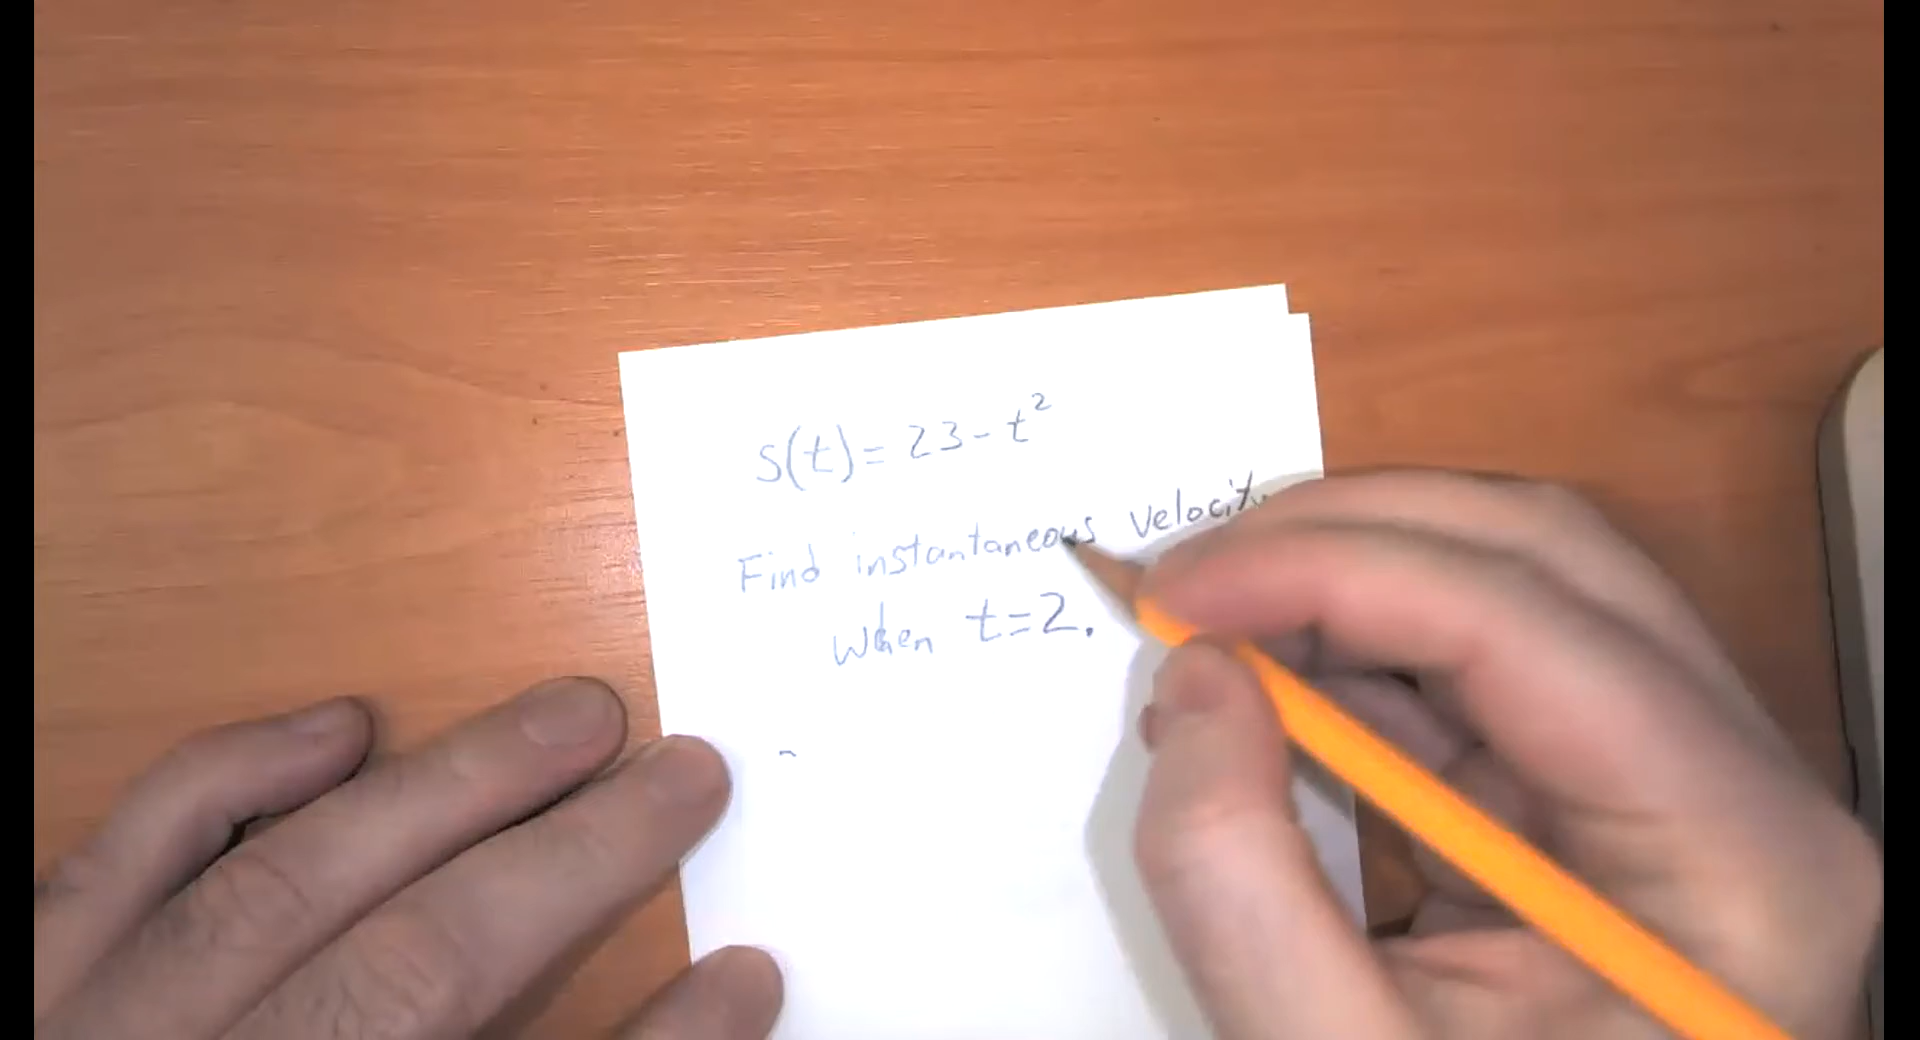 s(t) = 23 - t²
Find instantaneous velocity
when t=2.